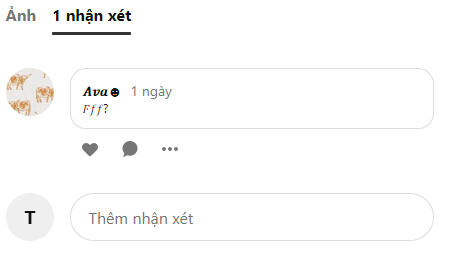 Ảnh 1 nhận xét
𝑨𝒗𝒂☻ 1 ngày
𝐹𝑓𝑓?
T Thêm nhận xét